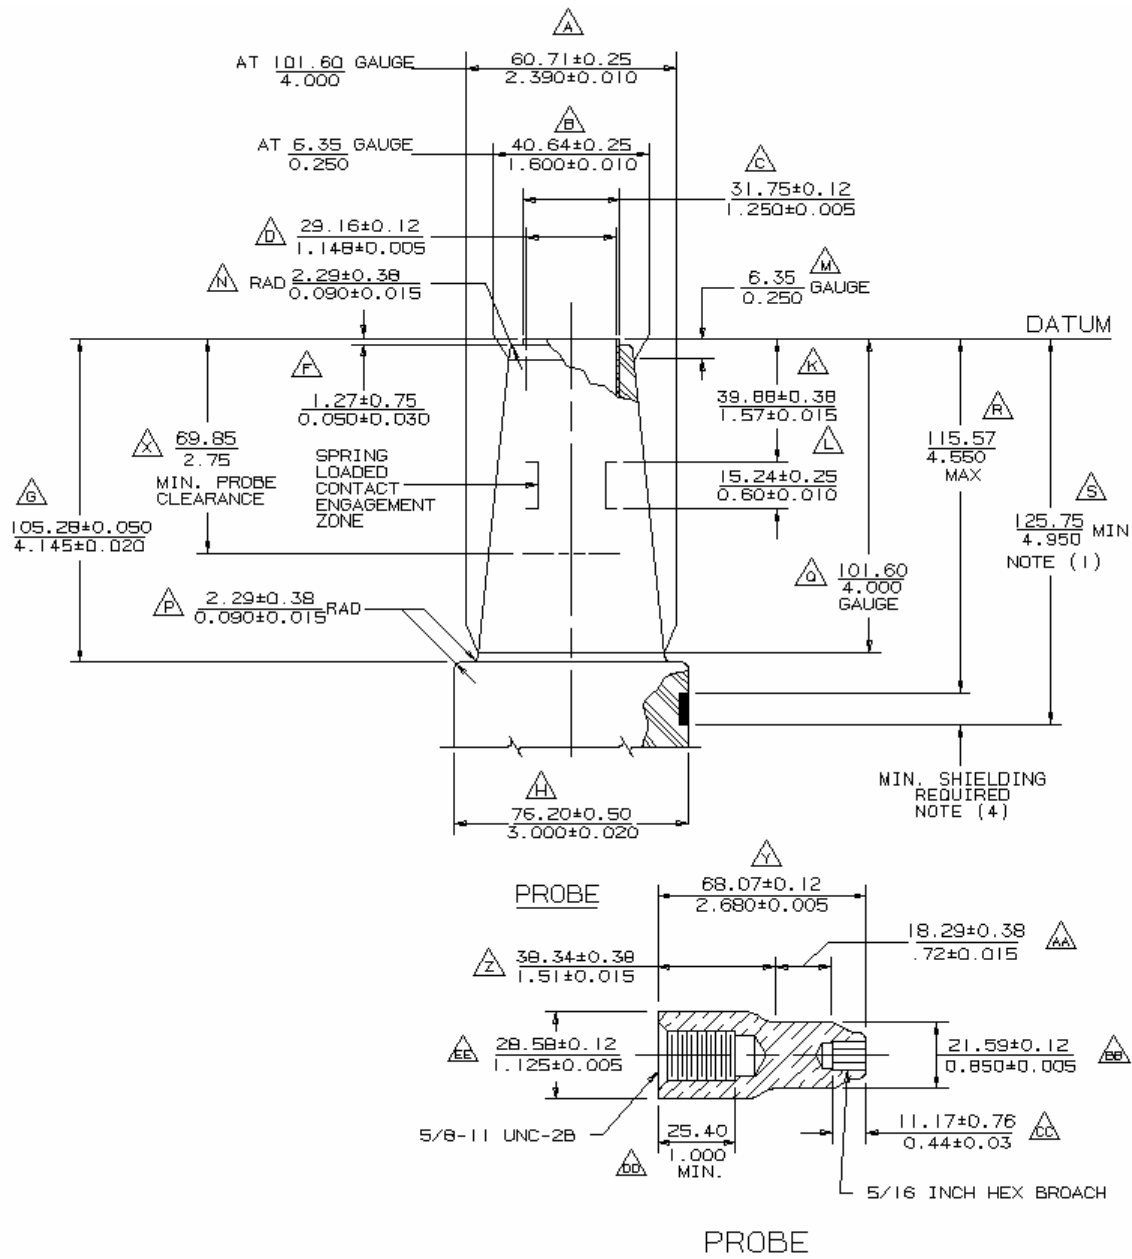 A
AT 101.60 GAUGE
4.000
60.71±0.25
2.390±0.010
B
AT 6.35 GAUGE
0.250
40.64±0.25
1.600±0.010
C
31.75±0.12
1.250±0.005
D
29.16±0.12
1.148±0.005
N
RAD 2.29±0.38
0.090±0.015
M
6.35 GAUGE
0.250
DATUM
F
1.27±0.75
0.050±0.030
K
39.88±0.38
1.57±0.015
R
115.57
4.550
MAX
X
69.85
2.75
MIN. PROBE
CLEARANCE
SPRING
LOADED
CONTACT
ENGAGEMENT
ZONE
L
15.24±0.25
0.60±0.010
G
105.28±0.050
4.145±0.020
S
125.75 MIN
4.950
NOTE (1)
Q
101.60
4.000
GAUGE
P
2.29±0.38 RAD
0.090±0.015
MIN. SHIELDING
REQUIRED
NOTE (4)
H
76.20±0.50
3.000±0.020
PROBE
Y
68.07±0.12
2.680±0.005
18.29±0.38
.72±0.015
AA
Z
38.34±0.38
1.51±0.015
EE
28.58±0.12
1.125±0.005
21.59±0.12
0.850±0.005
BB
5/8-11 UNC-2B
25.40
1.000
MIN.
DD
11.17±0.76
0.44±0.03
CC
5/16 INCH HEX BROACH
PROBE